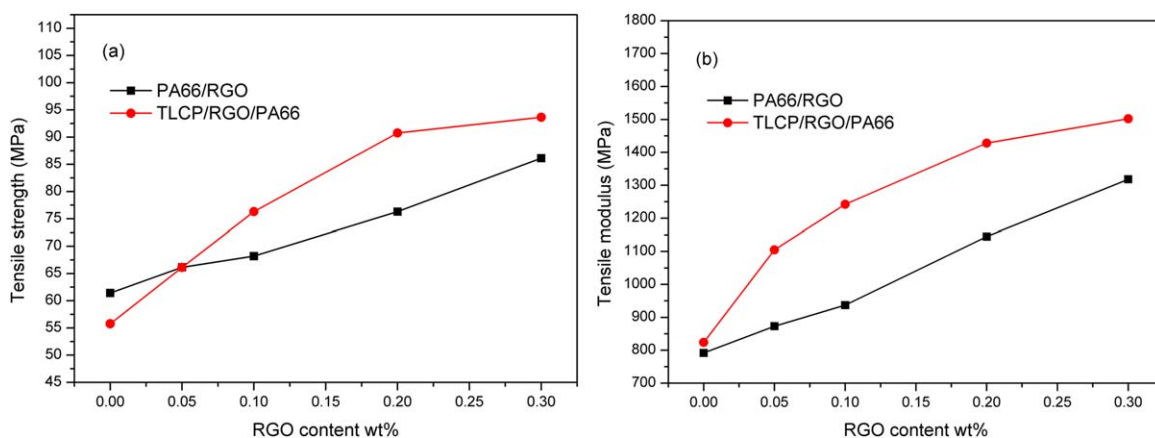 (a)
PA66/RGO
TLCP/RGO/PA66
Tensile strength (MPa)
110
105
100
95
90
85
80
75
70
65
60
55
50
45
0.00 0.05 0.10 0.15 0.20 0.25 0.30
RGO content wt%
(b)
PA66/RGO
TLCP/RGO/PA66
Tensile modulus (MPa)
1800
1700
1600
1500
1400
1300
1200
1100
1000
900
800
700
0.00 0.05 0.10 0.15 0.20 0.25 0.30
RGO content wt%